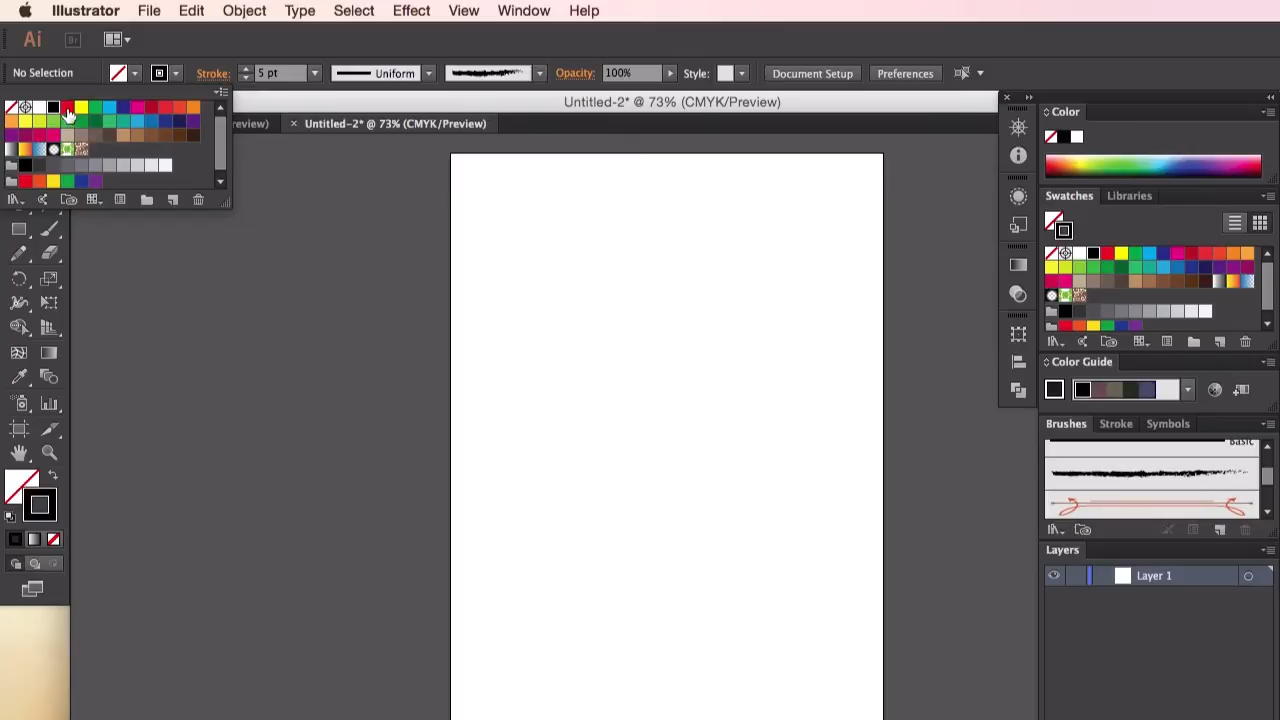 Illustrator File Edit Object Type Select Effect View Window Help
Ai Br
No Selection Stroke: 5 pt Uniform Opacity: 100% Style: Document Setup Preferences
Untitled-2* @ 73% (CMYK/Preview)
review) × Untitled-2* @ 73% (CMYK/Preview)
Color
Swatches Libraries
Color Guide
Brushes Stroke Symbols
Basic
Layers
Layer 1